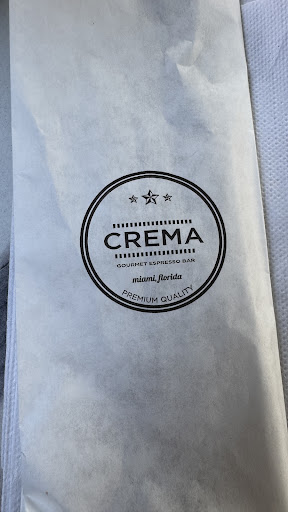 CREMA
GOURMET ESPRESSO BAR
miami, florida
PREMIUM QUALITY